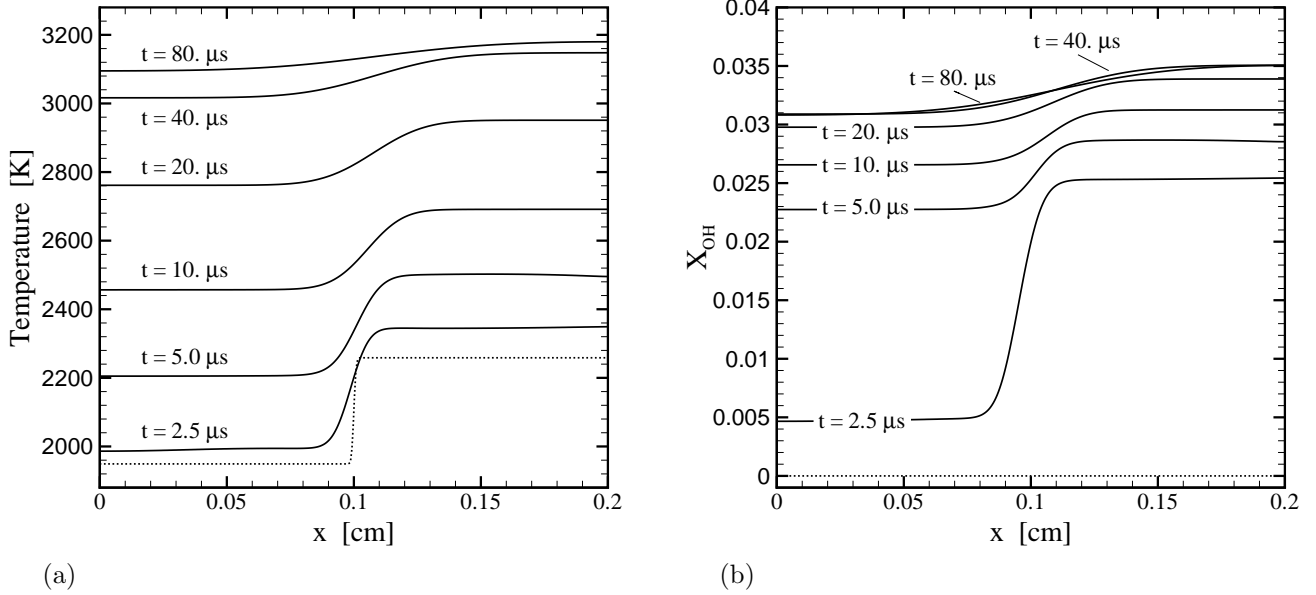 3200
3000
2800
2600
2400
2200
2000
Temperature [K]
t = 80. μs
t = 40. μs
t = 20. μs
t = 10. μs
t = 5.0 μs
t = 2.5 μs
0
0.05
0.1
0.15
0.2
x [cm]
(a)
0.04
0.035
0.03
0.025
0.02
0.015
0.01
0.005
0
X_OH
t = 40. μs
t = 80. μs
t = 20. μs
t = 10. μs
t = 5.0 μs
t = 2.5 μs
0
0.05
0.1
0.15
0.2
x [cm]
(b)